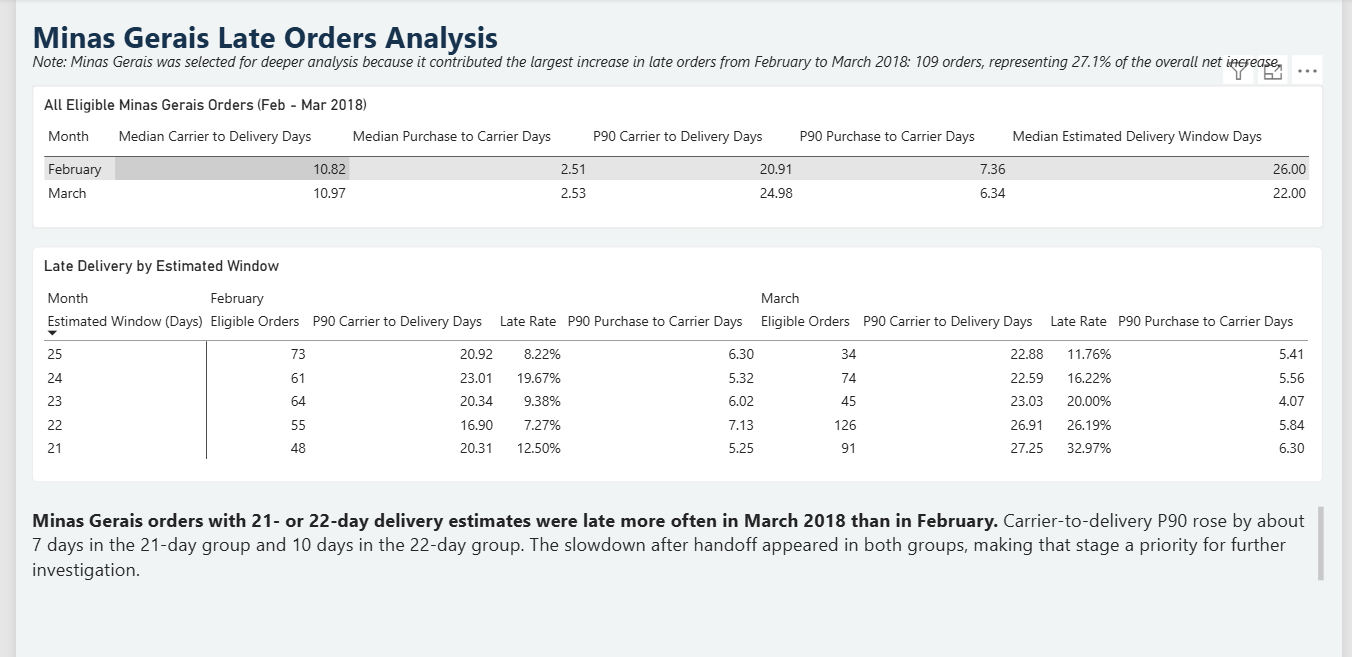 Minas Gerais Late Orders Analysis
Note: Minas Gerais was selected for deeper analysis because it contributed the largest increase in late orders from February to March 2018: 109 orders, representing 27.1% of the overall net increase.
All Eligible Minas Gerais Orders (Feb - Mar 2018)
Month Median Carrier to Delivery Days Median Purchase to Carrier Days P90 Carrier to Delivery Days P90 Purchase to Carrier Days Median Estimated Delivery Window Days
February 10.82 2.51 20.91 7.36 26.00
March 10.97 2.53 24.98 6.34 22.00
Late Delivery by Estimated Window
Month February March
Estimated Window (Days) Eligible Orders P90 Carrier to Delivery Days Late Rate P90 Purchase to Carrier Days Eligible Orders P90 Carrier to Delivery Days Late Rate P90 Purchase to Carrier Days
25 73 20.92 8.22% 6.30 34 22.88 11.76% 5.41
24 61 23.01 19.67% 5.32 74 22.59 16.22% 5.56
23 64 20.34 9.38% 6.02 45 23.03 20.00% 4.07
22 55 16.90 7.27% 7.13 126 26.91 26.19% 5.84
21 48 20.31 12.50% 5.25 91 27.25 32.97% 6.30
Minas Gerais orders with 21- or 22-day delivery estimates were late more often in March 2018 than in February. Carrier-to-delivery P90 rose by about
7 days in the 21-day group and 10 days in the 22-day group. The slowdown after handoff appeared in both groups, making that stage a priority for further
investigation.